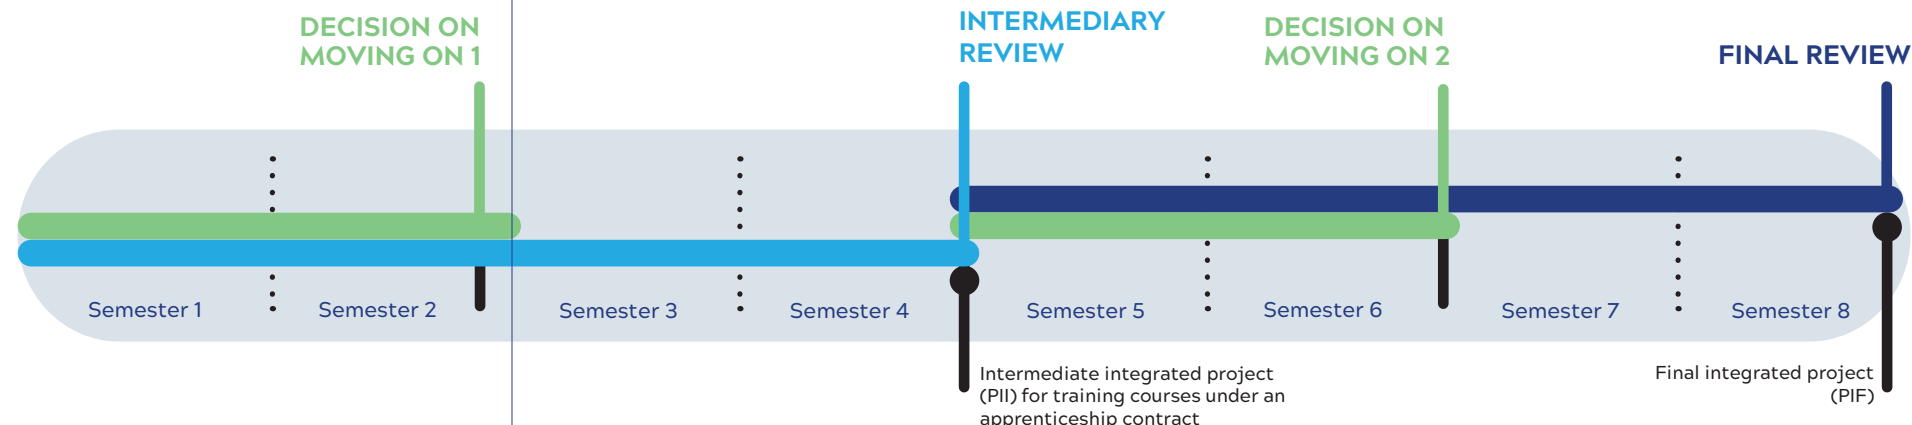 DECISION ON
MOVING ON 1
INTERMEDIARY
REVIEW
DECISION ON
MOVING ON 2
FINAL REVIEW
Semester 1
Semester 2
Semester 3
Semester 4
Semester 5
Semester 6
Semester 7
Semester 8
Intermediate integrated project
(PII) for training courses under an
apprenticeship contract
Final integrated project
(PIF)